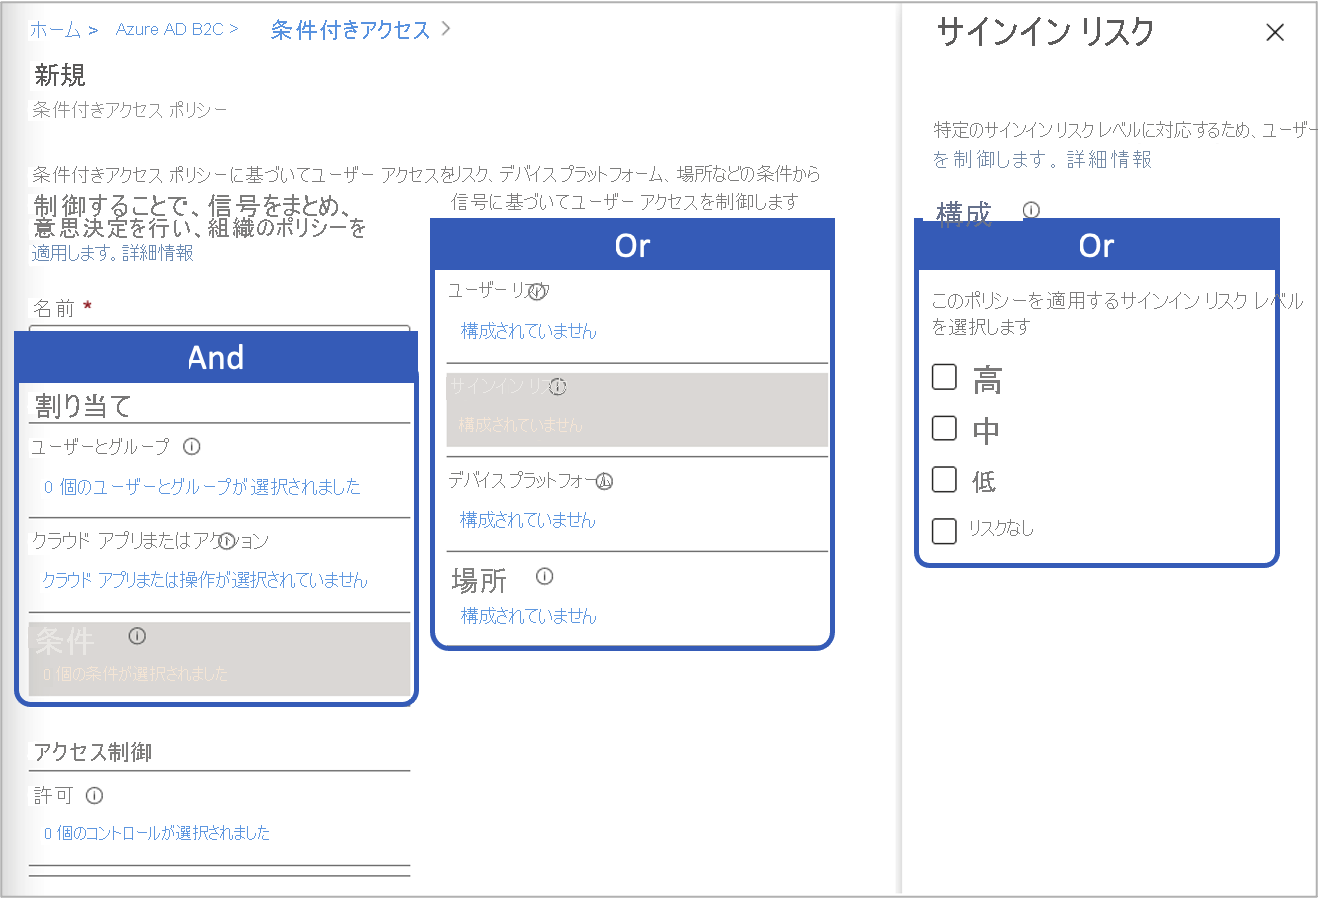 ホーム > Azure AD B2C > 条件付きアクセス >
新規
条件付きアクセス ポリシー
条件付きアクセス ポリシーに基づいてユーザー アクセスを
制御することで、信号をまとめ、
意思決定を行い、組織のポリシーを
適用します。詳細情報
名前 *
And
割り当て
ユーザーとグループ
0 個のユーザーとグループが選択されました
クラウド アプリまたはアクション
クラウド アプリまたは操作が選択されていません
条件
0 個の条件が選択されました
アクセス制御
許可
0 個のコントロールが選択されました
リスク、デバイス プラットフォーム、場所などの条件から
信号に基づいてユーザー アクセスを制御します
Or
ユーザー リスク
構成されていません
サインイン リスク
構成されていません
デバイス プラットフォー
構成されていません
場所
構成されていません
サインイン リスク
特定のサインイン リスク レベルに対応するため、ユーザー
を制御します。詳細情報
構成
Or
このポリシーを適用するサインイン リスク レベル
を選択します
高
中
低
リスクなし